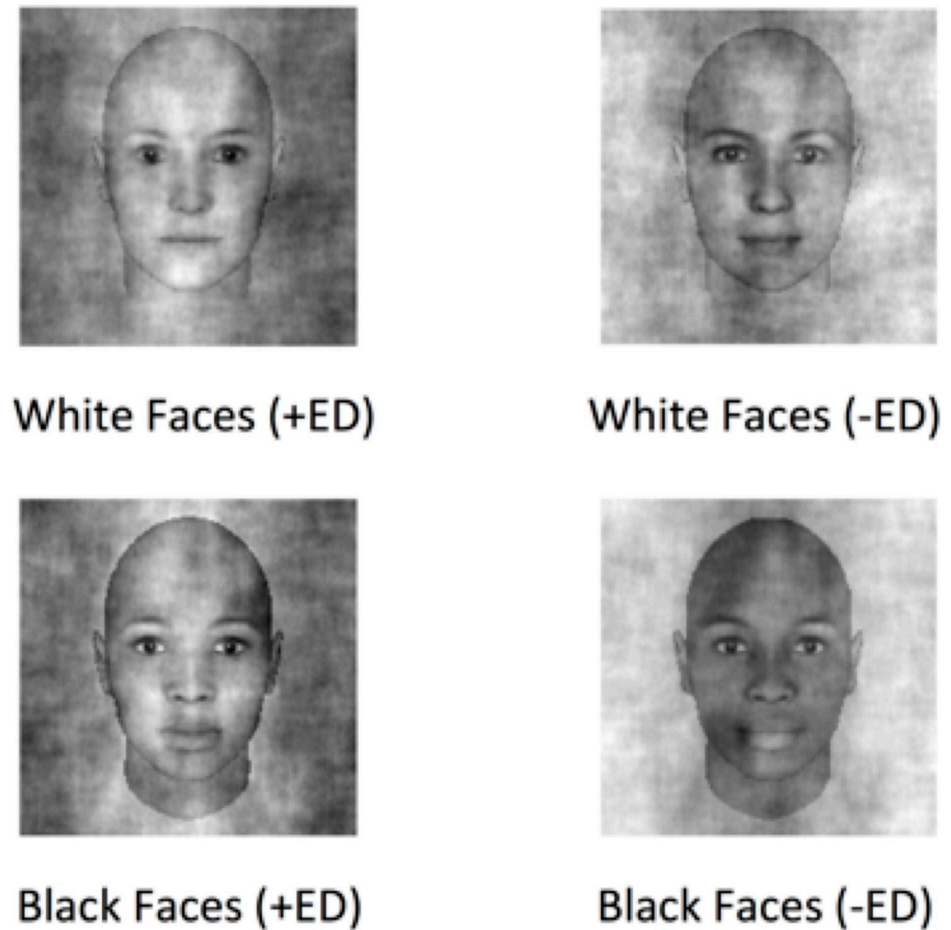 White Faces (+ED)
White Faces (-ED)
Black Faces (+ED)
Black Faces (-ED)